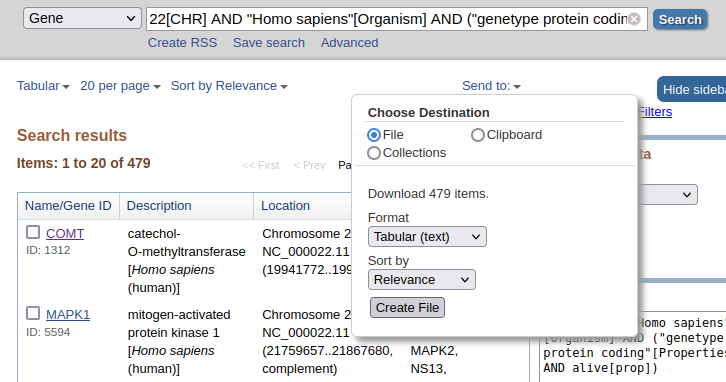 Gene
22[CHR] AND "Homo sapiens"[Organism] AND ("genetype protein codin
Search
Create RSS Save search Advanced
Tabular 20 per page Sort by Relevance Send to:
Hide sideba
Filters
Choose Destination
File Clipboard
Collections
Search results
ta
Items: 1 to 20 of 479 << First < Prev Pa
Download 479 items.
Format
Tabular (text)
Sort by
Relevance
Create File
Name/Gene ID Description Location
COMT catechol- Chromosome 2
ID: 1312 O-methyltransferase NC_000022.11
[Homo sapiens (19941772..199
(human)]
MAPK1 mitogen-activated Chromosome 2
ID: 5594 protein kinase 1 NC_000022.11
[Homo sapiens (21759657..21867680, MAPK2,
(human)] complement) NS13,
Homo sapiens"
[Organism] AND ("genetype
protein coding"[Properties
AND alive[prop])